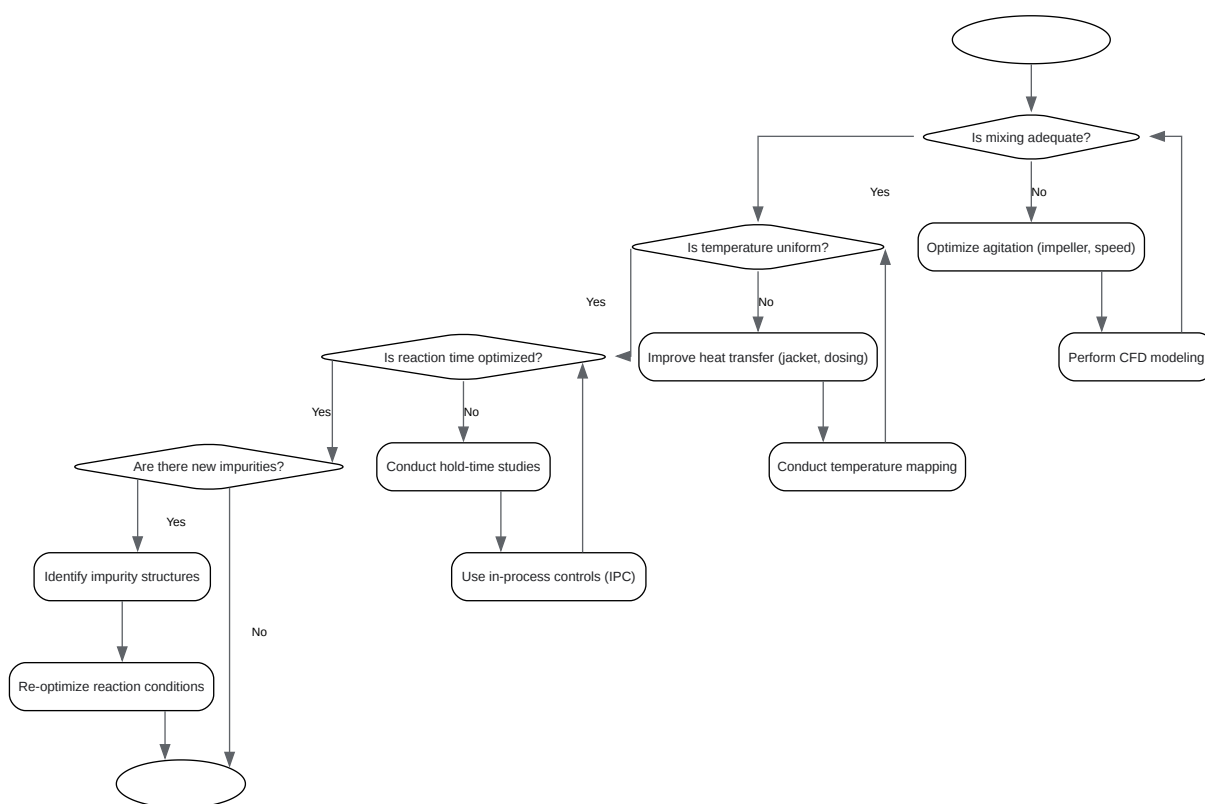 Is mixing adequate?
Yes
No
Is temperature uniform?
Optimize agitation (impeller, speed)
Yes
No
Is reaction time optimized?
Improve heat transfer (jacket, dosing)
Perform CFD modeling
Yes
No
Are there new impurities?
Conduct hold-time studies
Conduct temperature mapping
Yes
Identify impurity structures
Use in-process controls (IPC)
No
Re-optimize reaction conditions